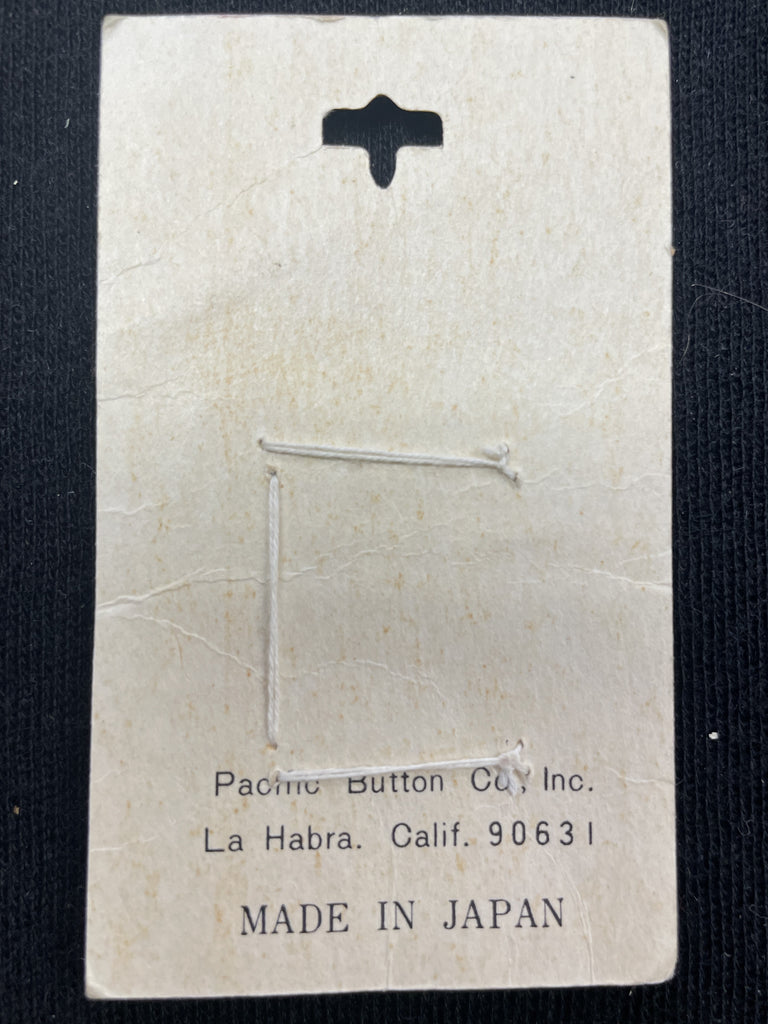 Pacific Button Co., Inc.
La Habra. Calif. 90631
MADE IN JAPAN